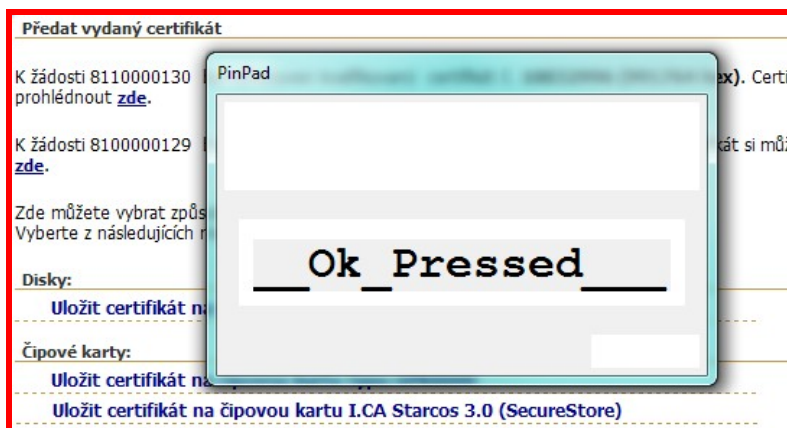 Předat vydaný certifikát
PinPad
K žádosti 8110000130 ex). Certi
prohlédnout zde.
K žádosti 8100000129 kát si můž
zde.
Zde můžete vybrat způs
Vyberte z následujících
__Ok_Pressed___
Disky:
Uložit certifikát na
Čipové karty:
Uložit certifikát na
Uložit certifikát na čipovou kartu I.CA Starcos 3.0 (SecureStore)